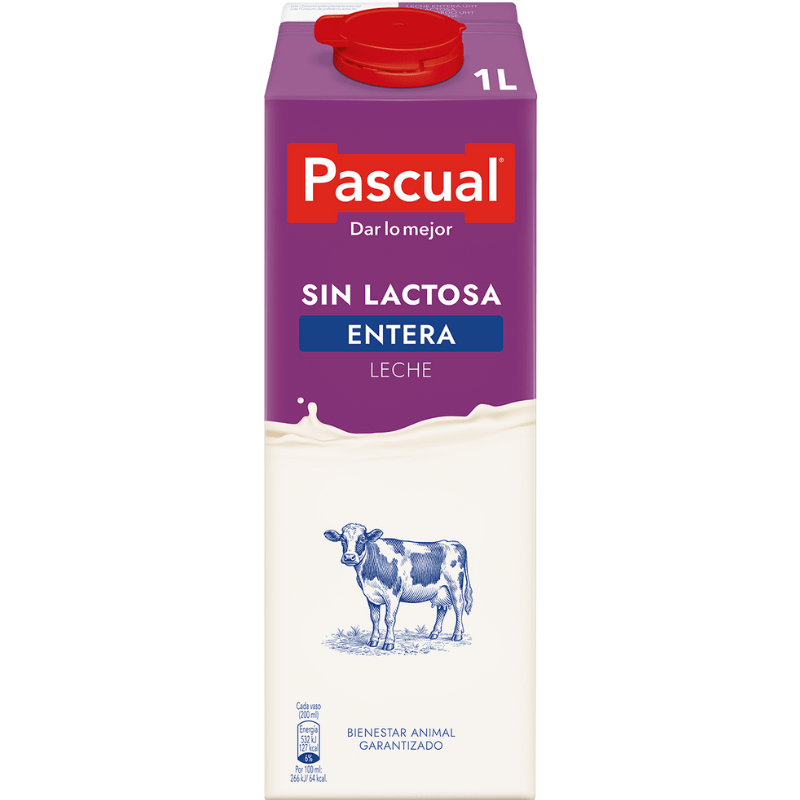 1L
Pascual®
Dar lo mejor
SIN LACTOSA
ENTERA
LECHE
Cada vaso
(200 ml)
Energía
532 kJ
127 kcal
6%
Por 100 ml:
266 kJ/ 64 kcal.
BIENESTAR ANIMAL
GARANTIZADO